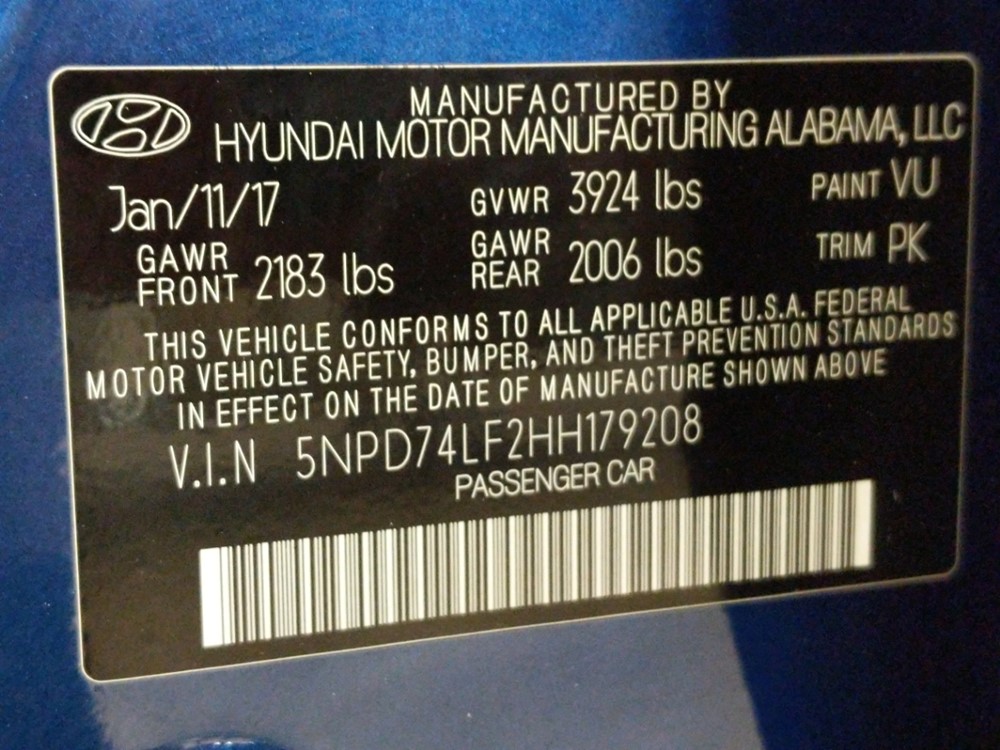 MANUFACTURED BY
HYUNDAI MOTOR MANUFACTURING ALABAMA, LLC
Jan/11/17 GVWR 3924 lbs PAINT VU
GAWR FRONT 2183 lbs GAWR REAR 2006 lbs TRIM PK
THIS VEHICLE CONFORMS TO ALL APPLICABLE U.S.A. FEDERAL
MOTOR VEHICLE SAFETY, BUMPER, AND THEFT PREVENTION STANDARDS
IN EFFECT ON THE DATE OF MANUFACTURE SHOWN ABOVE
V.I.N 5NPD74LF2HH179208
PASSENGER CAR